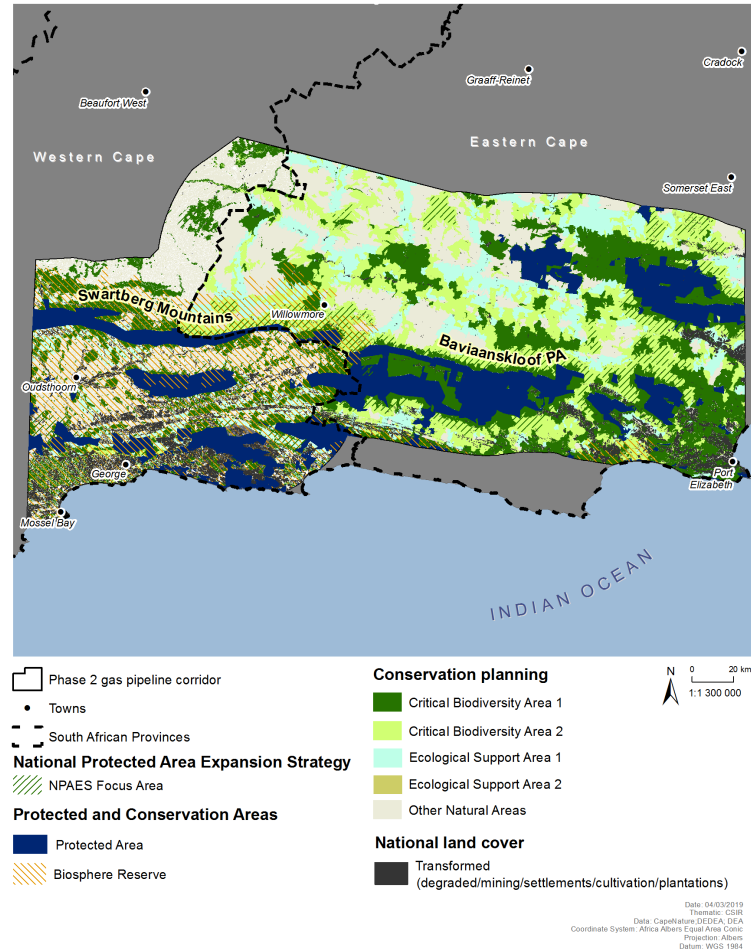 Cradock
Graaff-Reinet
Beaufort West
Eastern Cape
Western Cape
Somerset East
Swartberg Mountains
Willowmore
Baviaanskloof PA
Oudsthoorn
George
Port
Elizabeth
Mossel Bay
INDIAN OCEAN
Phase 2 gas pipeline corridor
Towns
South African Provinces
National Protected Area Expansion Strategy
NPAES Focus Area
Protected and Conservation Areas
Protected Area
Biosphere Reserve
Conservation planning
Critical Biodiversity Area 1
Critical Biodiversity Area 2
Ecological Support Area 1
Ecological Support Area 2
Other Natural Areas
National land cover
Transformed
(degraded/mining/settlements/cultivation/plantations)
N
0 20 km
1:1 300 000
Date: 04/03/2019
Thematic: CSIR
Data: CapeNature,DEDEA, DEA
Coordinate System: Africa Albers Equal Area Conic
Projection: Albers
Datum: WGS 1984